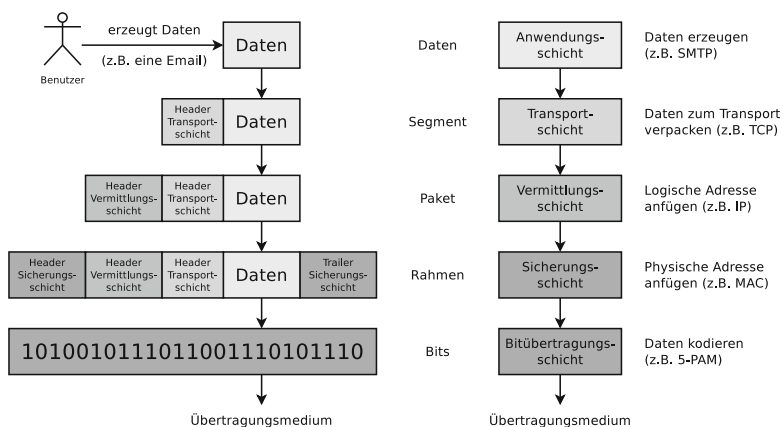 erzeugt Daten
(z.B. eine Email)
Benutzer
Daten
Daten
Anwendungs-
schicht
Daten erzeugen
(z.B. SMTP)
Header
Transport-
schicht
Daten
Segment
Transport-
schicht
Daten zum Transport
verpacken (z.B. TCP)
Header
Vermittlungs-
schicht
Header
Transport-
schicht
Daten
Paket
Vermittlungs-
schicht
Logische Adresse
anfügen (z.B. IP)
Header
Sicherungs-
schicht
Header
Vermittlungs-
schicht
Header
Transport-
schicht
Daten
Trailer
Sicherungs-
schicht
Rahmen
Sicherungs-
schicht
Physische Adresse
anfügen (z.B. MAC)
1010010111011001110101110
Bits
Bitübertragungs-
schicht
Daten kodieren
(z.B. 5-PAM)
Übertragungsmedium
Übertragungsmedium